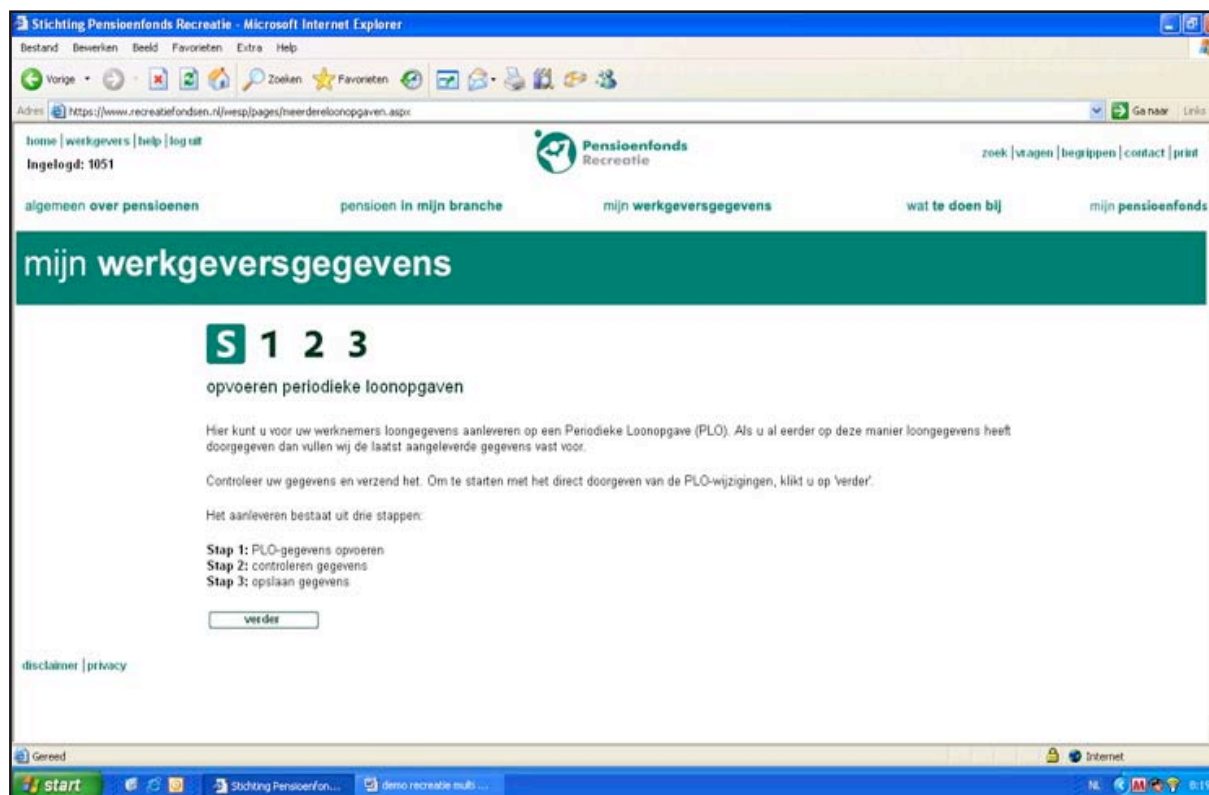 Stichting Pensioenfonds Recreatie - Microsoft Internet Explorer
Bestand Bewerken Beeld Favorieten Extra Help
Vorige Zoeken Favorieten
Adres https://www.recreatiefondsen.nl/wesp/pages/meerdereloonopgaven.aspx Ga naar Links
home | werkgevers | help | log uit
Ingelogd: 1051
Pensioenfonds
Recreatie
zoek | vragen | begrippen | contact | print
algemeen over pensioenen pensioen in mijn branche mijn werkgeversgegevens wat te doen bij mijn pensioenfonds
mijn werkgeversgegevens
S 1 2 3
opvoeren periodieke loonopgaven
Hier kunt u voor uw werknemers loongegevens aanleveren op een Periodieke Loonopgave (PLO). Als u al eerder op deze manier loongegevens heeft
doorgegeven dan vullen wij de laatst aangeleverde gegevens vast voor.
Controleer uw gegevens en verzend het. Om te starten met het direct doorgeven van de PLO-wijzigingen, klikt u op 'verder'.
Het aanleveren bestaat uit drie stappen:
Stap 1: PLO-gegevens opvoeren
Stap 2: controleren gegevens
Stap 3: opslaan gegevens
verder
disclaimer | privacy
Gereed Internet
start Stichting Pensioenfon... demo recreatie multi ... NL